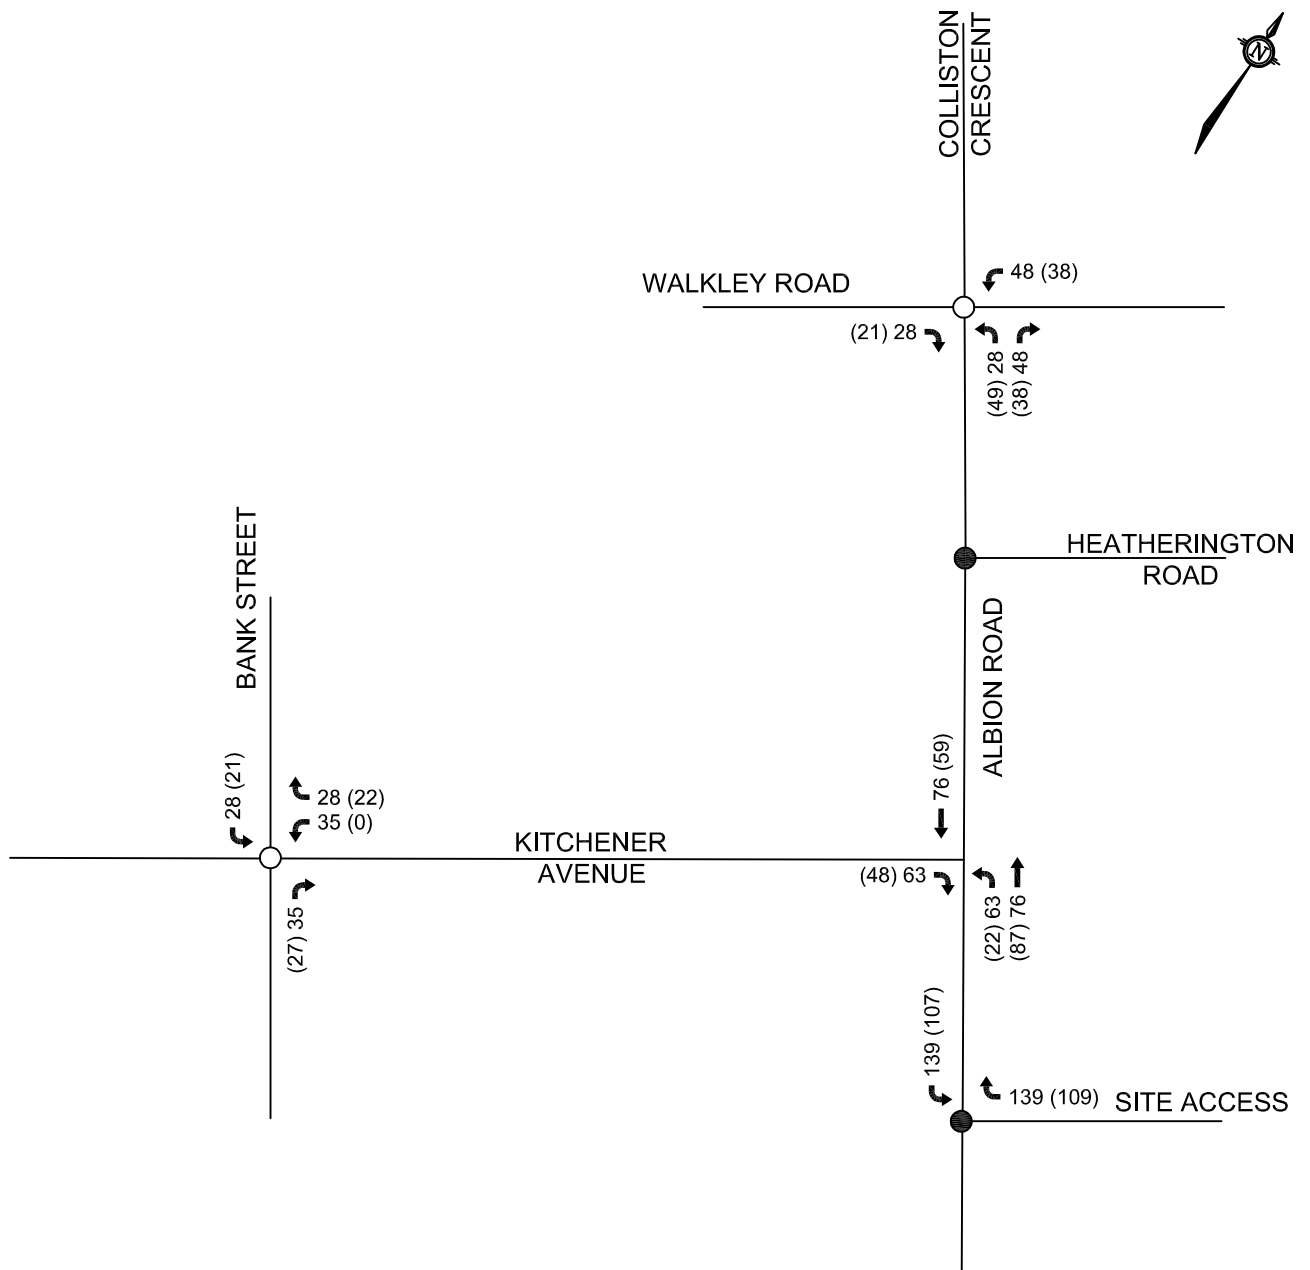 COLLISTON
CRESCENT
N
WALKLEY ROAD
48 (38)
(21) 28
(49) 28
(38) 48
HEATHERINGTON
ROAD
BANK STREET
ALBION ROAD
28 (21)
28 (22)
35 (0)
76 (59)
KITCHENER
AVENUE
(48) 63
(27) 35
(22) 63
(87) 76
139 (107)
139 (109)
SITE ACCESS